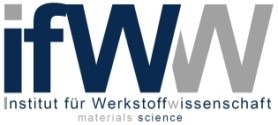 ifWW
Institut für Werkstoffwissenschaft
materials science